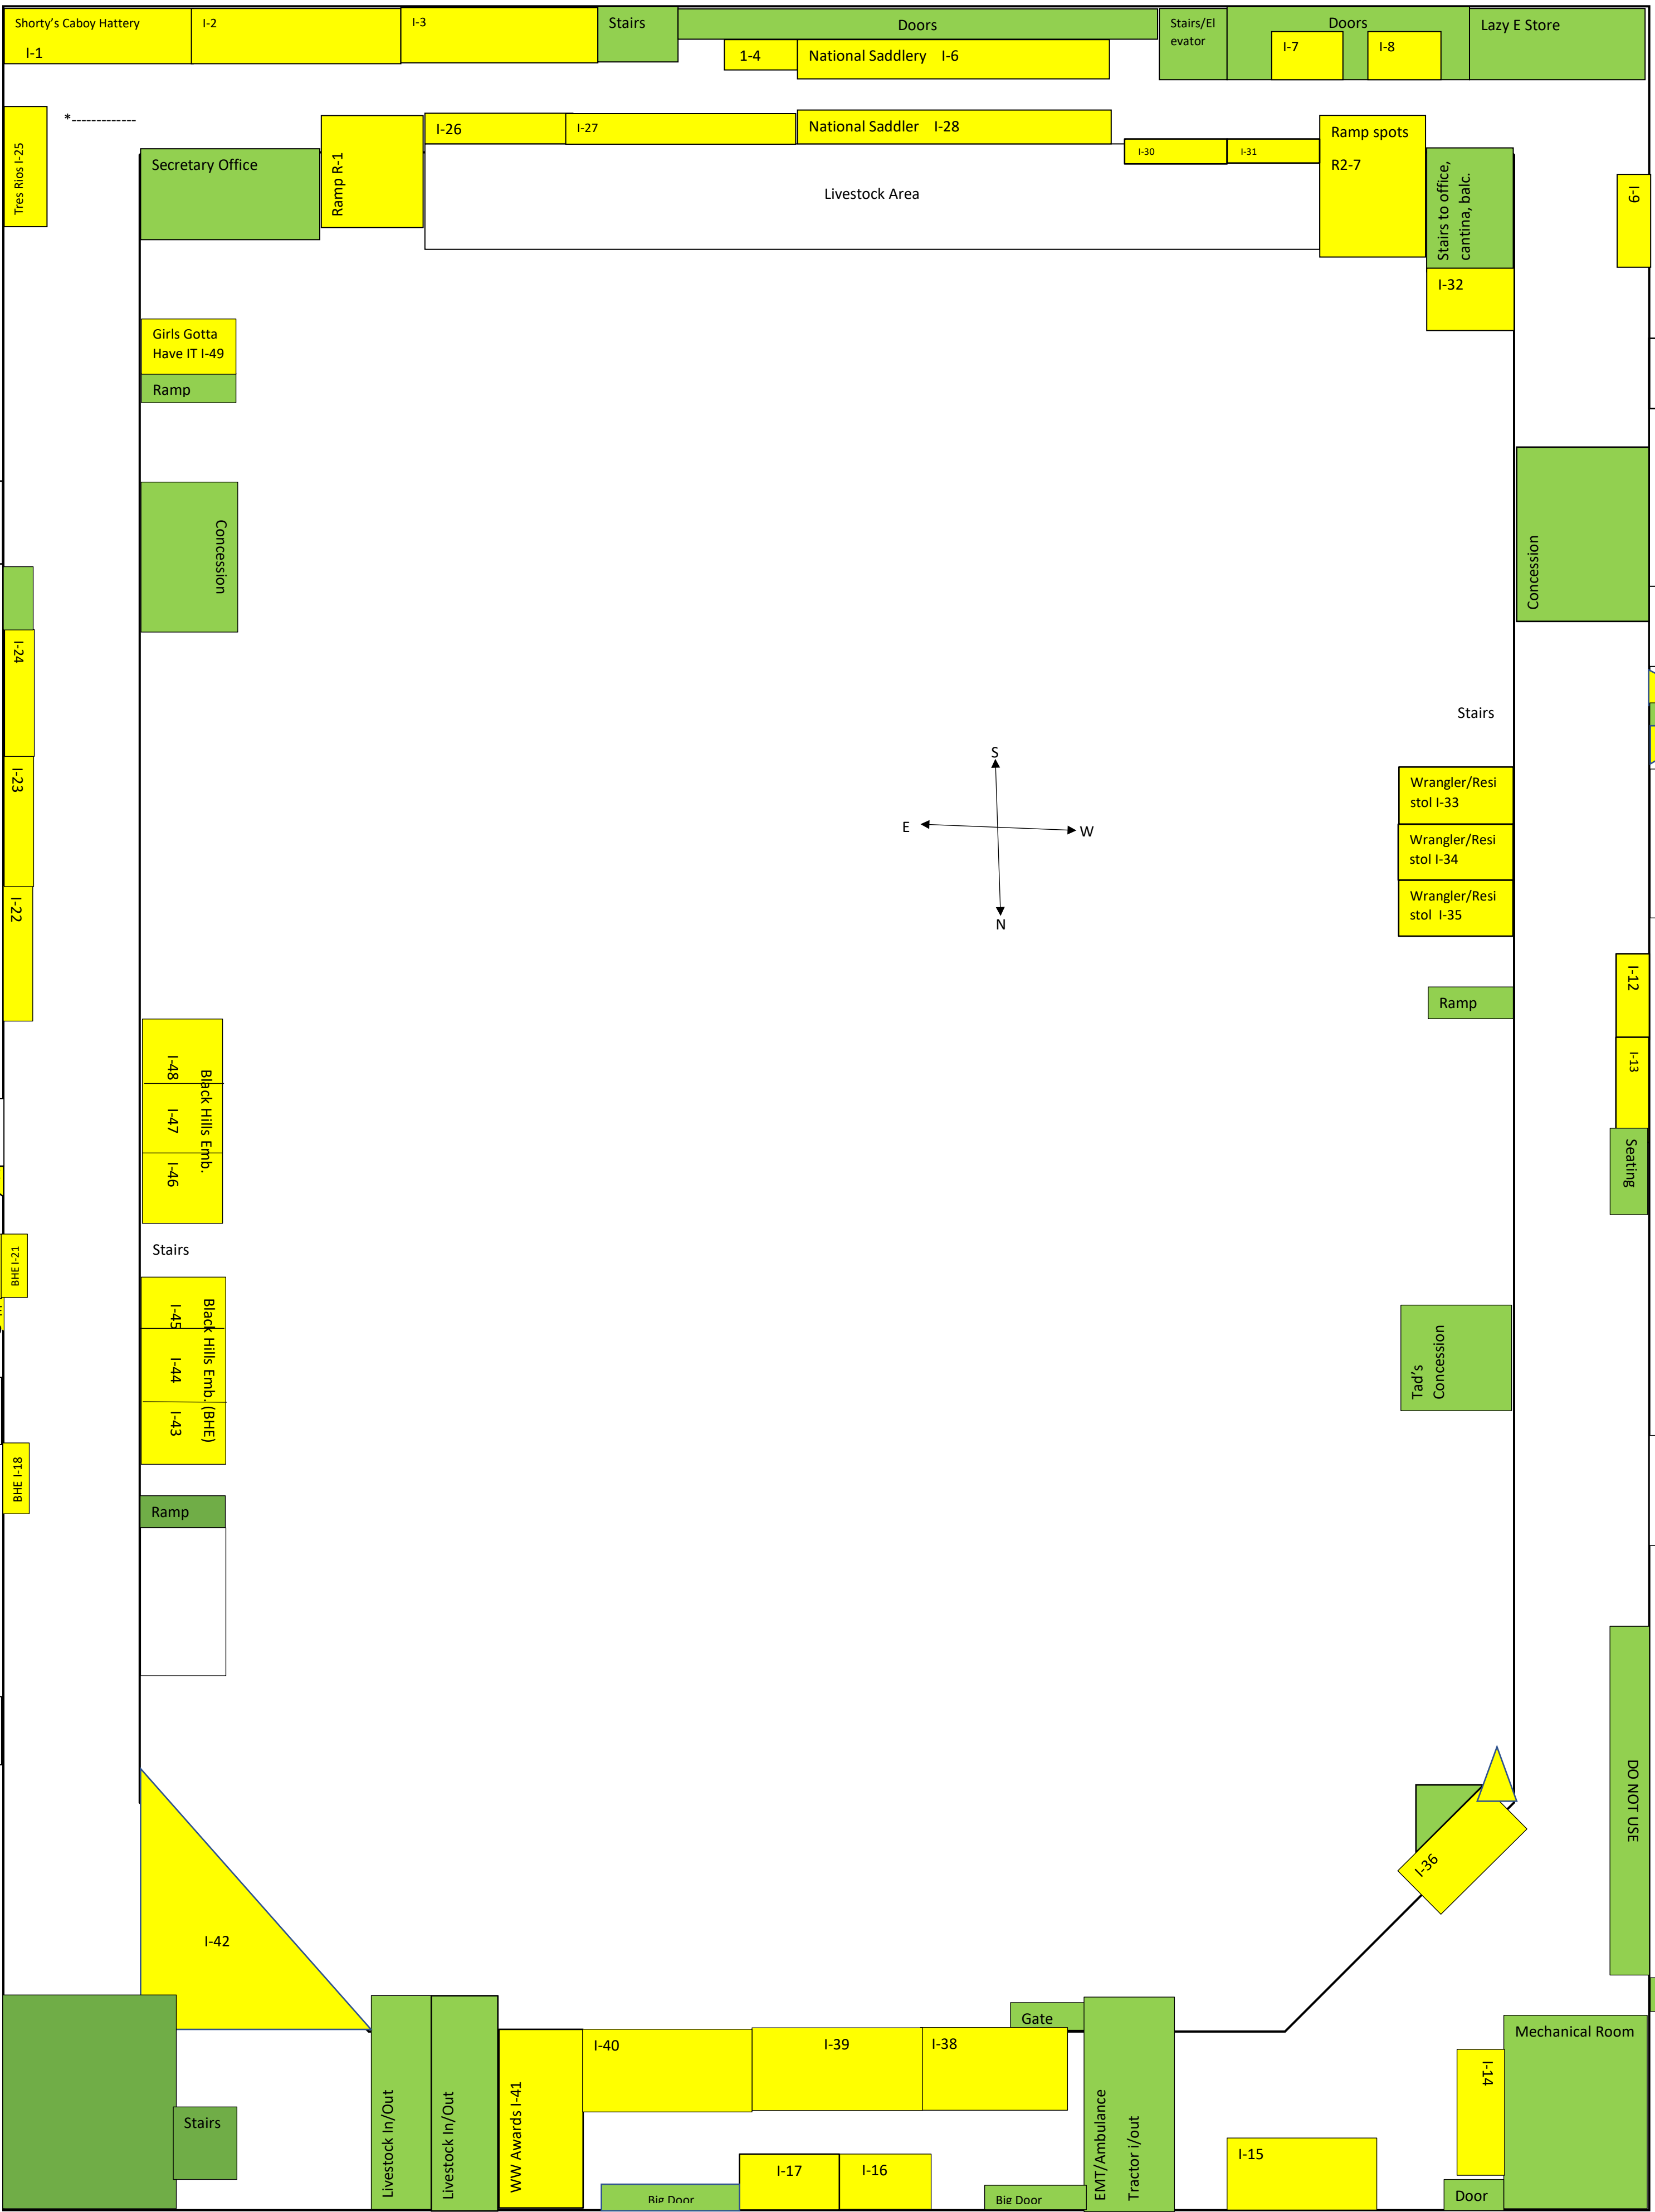 Shorty's Caboy Hattery
I-1
I-2
I-3
Stairs
Doors
Stairs/El
evator
Doors
Lazy E Store
1-4
National Saddlery I-6
I-7
I-8
Tres Rios I-25
*-------------
Secretary Office
Ramp R-1
I-26
I-27
National Saddler I-28
I-30
I-31
Ramp spots
R2-7
Stairs to office,
cantina, balc.
I-9
Livestock Area
I-32
Girls Gotta
Have IT I-49
Ramp
Concession
Concession
I-24
I-23
I-22
Stairs
S
E
W
N
Wrangler/Resi
stol I-33
Wrangler/Resi
stol I-34
Wrangler/Resi
stol I-35
I-12
Ramp
I-13
I-48
I-47
I-46
Black Hills Emb.
Seating
Stairs
BHE I-21
I-45
I-44
I-43
Black Hills Emb. (BHE)
Tad's
Concession
BHE I-18
Ramp
DO NOT USE
I-36
I-42
Livestock In/Out
Livestock In/Out
WW Awards I-41
I-40
I-39
I-38
Gate
EMT/Ambulance
Tractor i/out
Mechanical Room
I-14
Stairs
I-17
I-16
I-15
Big Door
Big Door
Door